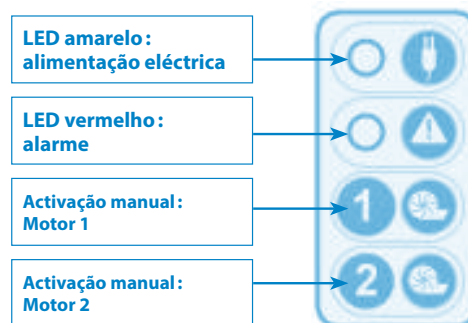 LED amarelo:
alimentação eléctrica
LED vermelho:
alarme
Activação manual:
Motor 1
1
Activação manual:
Motor 2
2